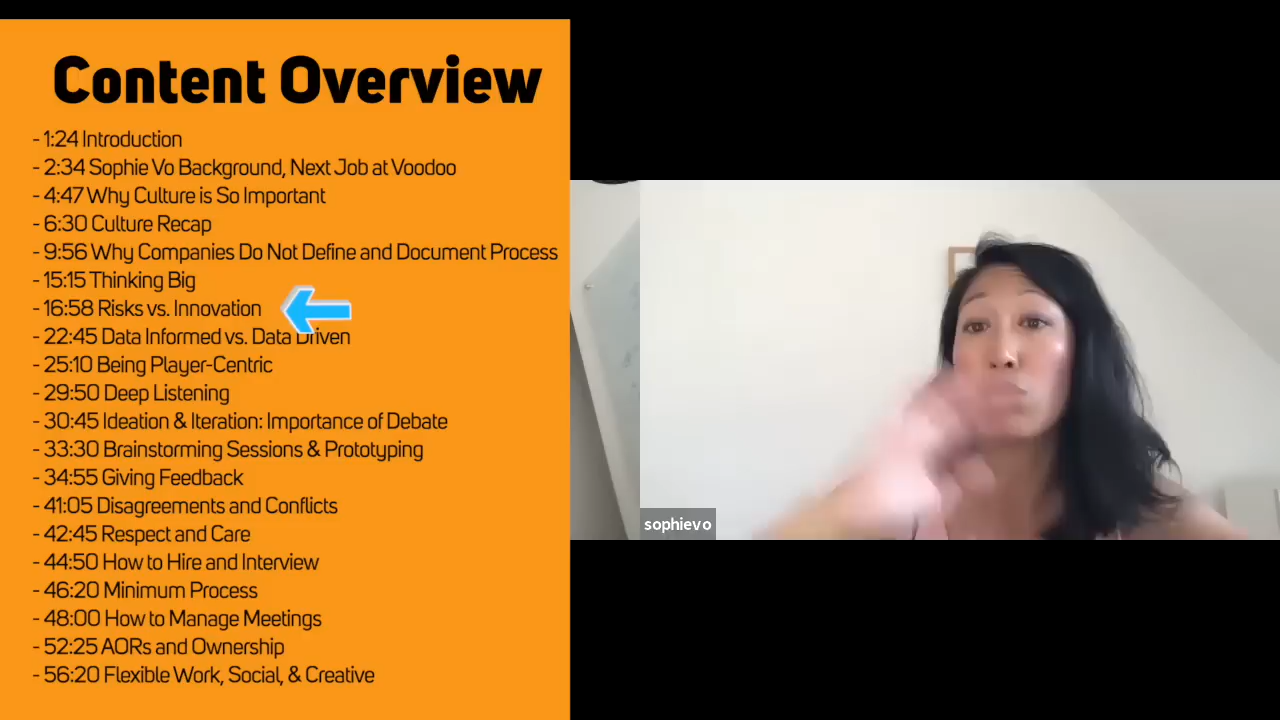 Content Overview
- 1:24 Introduction
- 2:34 Sophie Vo Background, Next Job at Voodoo
- 4:47 Why Culture is So Important
- 6:30 Culture Recap
- 9:56 Why Companies Do Not Define and Document Process
- 15:15 Thinking Big
- 16:58 Risks vs. Innovation
- 22:45 Data Informed vs. Data Driven
- 25:10 Being Player-Centric
- 29:50 Deep Listening
- 30:45 Ideation & Iteration: Importance of Debate
- 33:30 Brainstorming Sessions & Prototyping
- 34:55 Giving Feedback
- 41:05 Disagreements and Conflicts
- 42:45 Respect and Care
- 44:50 How to Hire and Interview
- 46:20 Minimum Process
- 48:00 How to Manage Meetings
- 52:25 AORs and Ownership
- 56:20 Flexible Work, Social, & Creative
sophievo